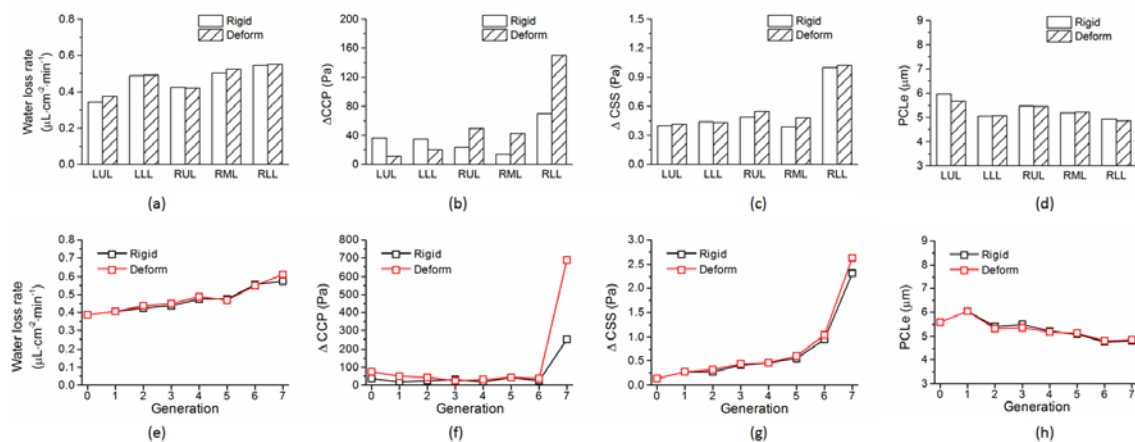 Water loss rate
(µL·cm⁻²·min⁻¹)
0.8
0.6
0.4
0.2
0.0
Rigid
Deform
LUL LLL RUL RML RLL
(a)
ΔCCP (Pa)
200
160
120
80
40
0
Rigid
Deform
LUL LLL RUL RML RLL
(b)
Δ CSS (Pa)
1.5
1.2
0.9
0.6
0.3
0.0
Rigid
Deform
LUL LLL RUL RML RLL
(c)
PCLe (µm)
9
8
7
6
5
4
3
Rigid
Deform
LUL LLL RUL RML RLL
(d)
Water loss rate
(µL·cm⁻²·min⁻¹)
0.8
0.7
0.6
0.5
0.4
0.3
0.2
0.1
0.0
Rigid
Deform
0 1 2 3 4 5 6 7
Generation
(e)
Δ CCP (Pa)
800
700
600
500
400
300
200
100
0
Rigid
Deform
0 1 2 3 4 5 6 7
Generation
(f)
Δ CSS (Pa)
3.0
2.5
2.0
1.5
1.0
0.5
0.0
Rigid
Deform
0 1 2 3 4 5 6 7
Generation
(g)
PCLe (µm)
9
8
7
6
5
4
3
Rigid
Deform
0 1 2 3 4 5 6 7
Generation
(h)